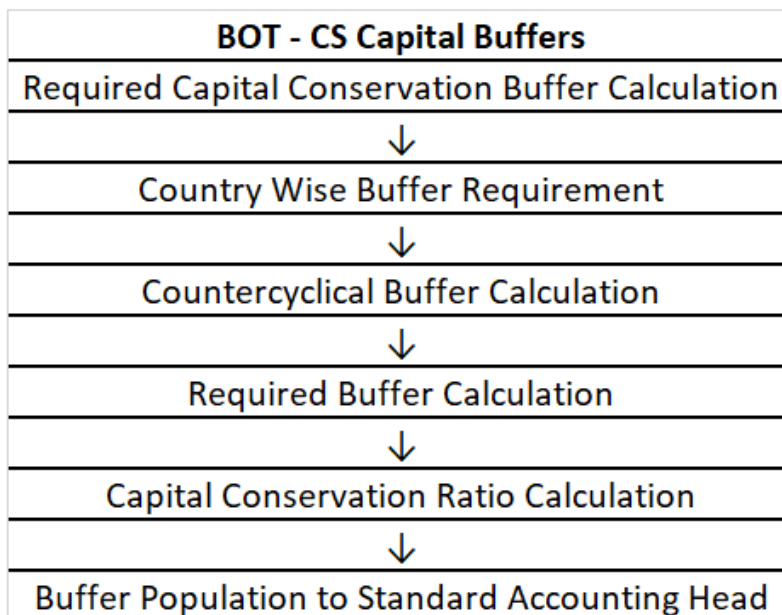 BOT - CS Capital Buffers
Required Capital Conservation Buffer Calculation
↓
Country Wise Buffer Requirement
↓
Countercyclical Buffer Calculation
↓
Required Buffer Calculation
↓
Capital Conservation Ratio Calculation
↓
Buffer Population to Standard Accounting Head